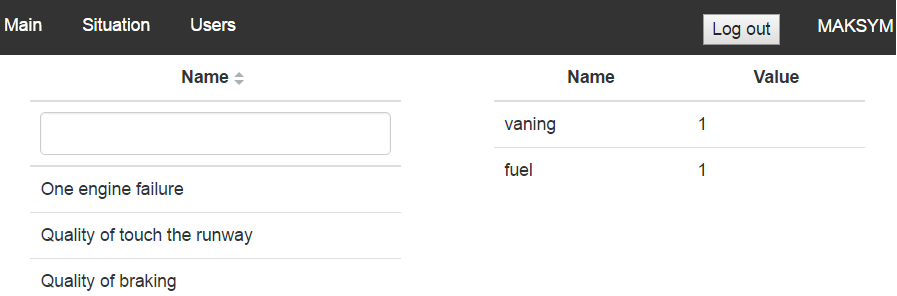 Main Situation Users Log out MAKSYM
Name
One engine failure
Quality of touch the runway
Quality of braking
Name Value
vaning 1
fuel 1